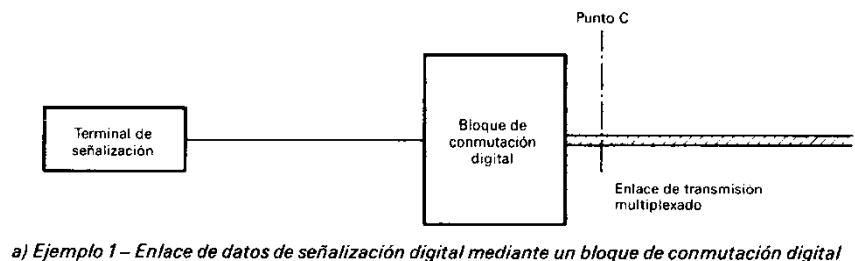 Punto C
Terminal de
señalización
Bloque de
conmutación
digital
Enlace de transmisión
multiplexado
a) Ejemplo 1 – Enlace de datos de señalización digital mediante un bloque de conmutación digital